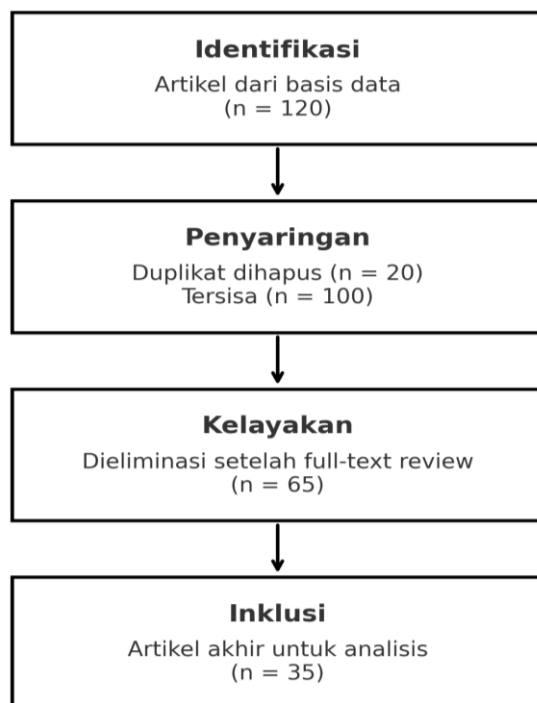 Identifikasi
Artikel dari basis data
(n = 120)
Penyaringan
Duplikat dihapus (n = 20)
Tersisa (n = 100)
Kelayakan
Dieliminasi setelah full-text review
(n = 65)
Inklusi
Artikel akhir untuk analisis
(n = 35)